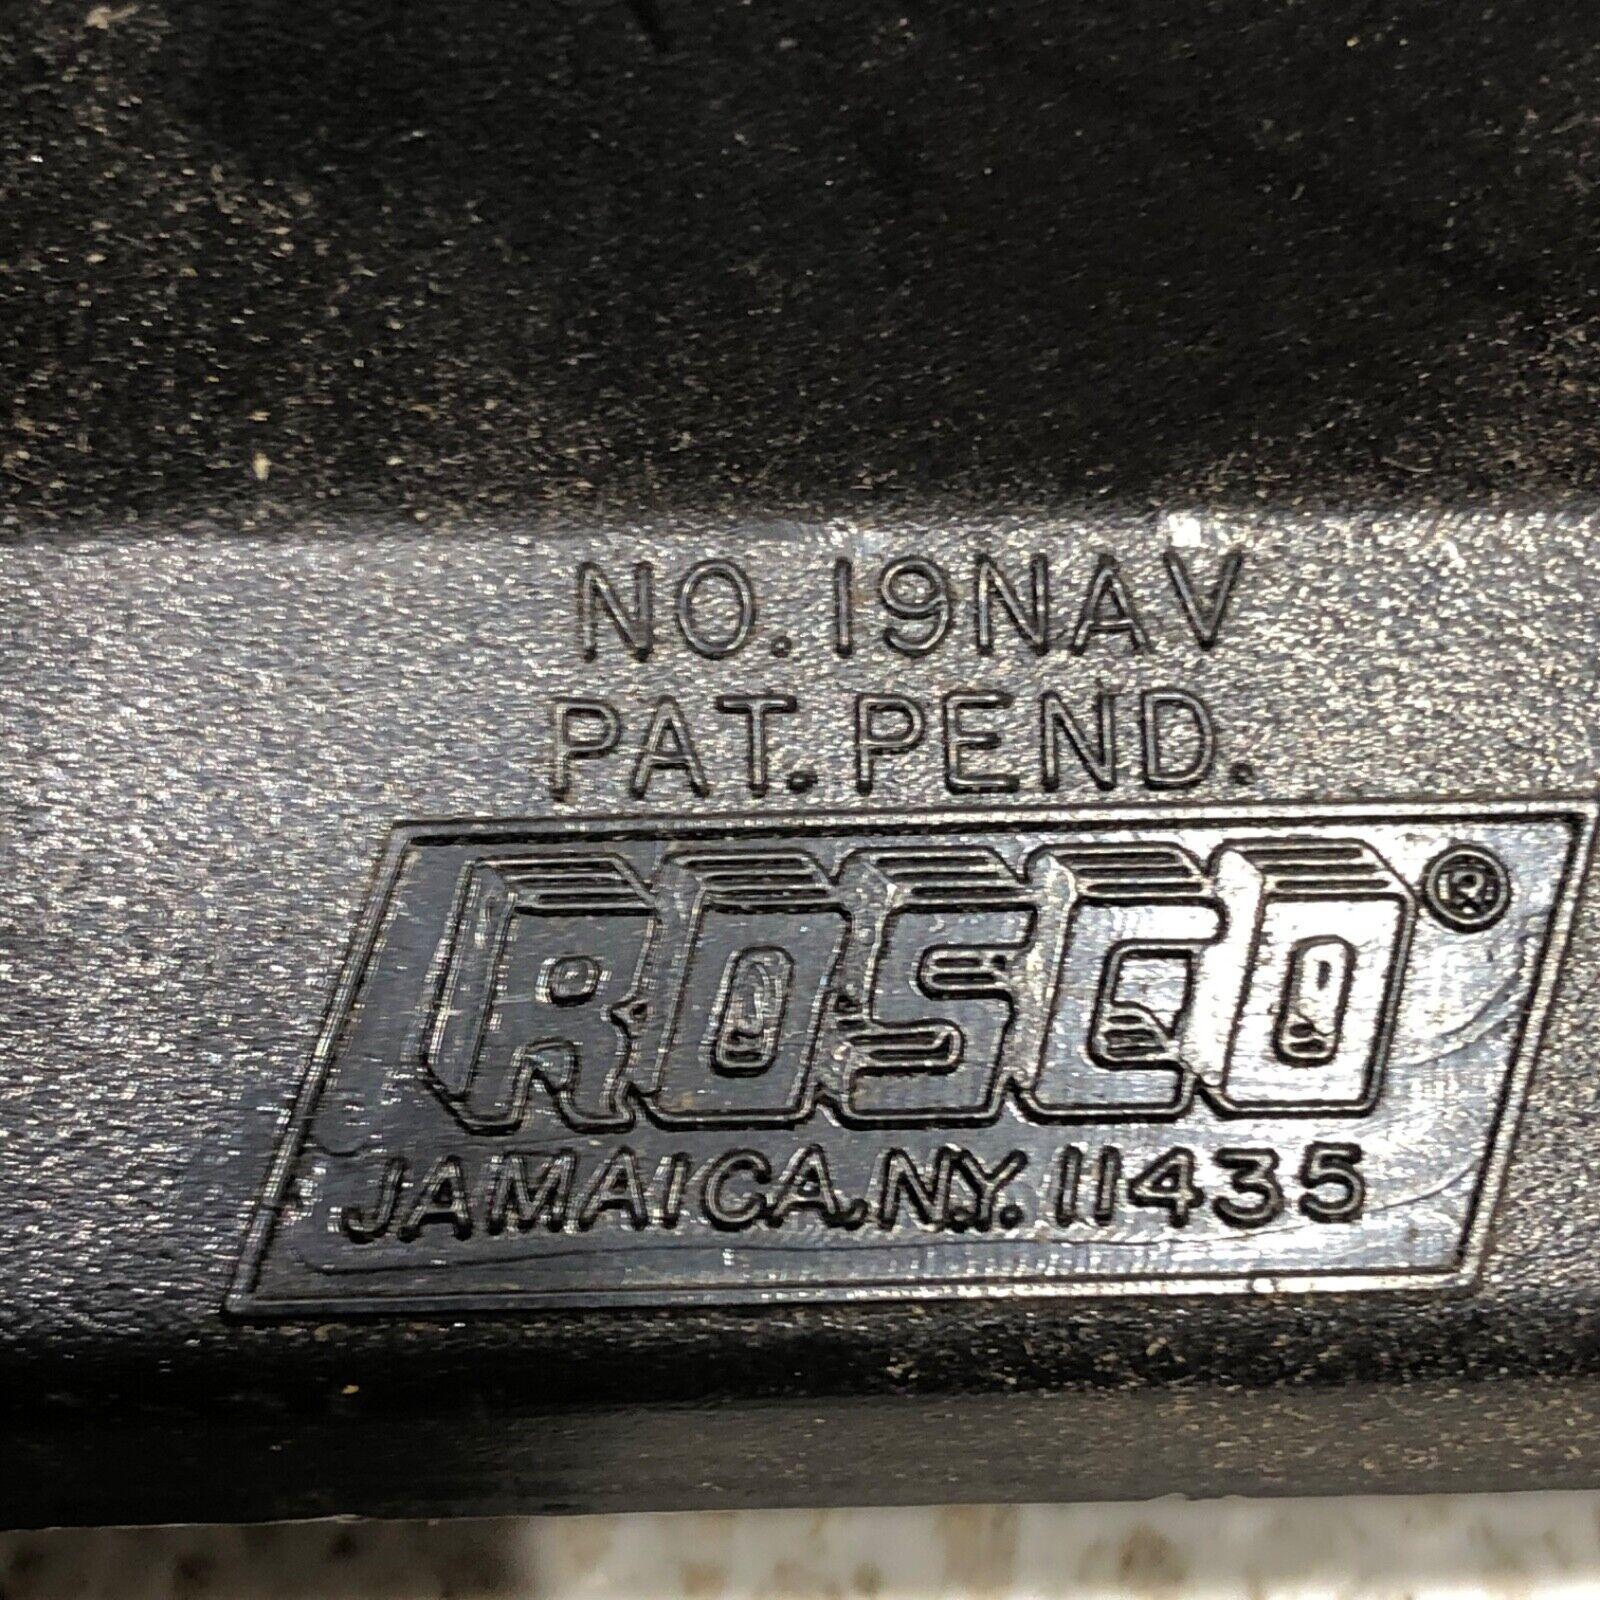 NO. 19NAV
PAT. PEND.
ROSCO®
JAMAICA, N.Y. 11435